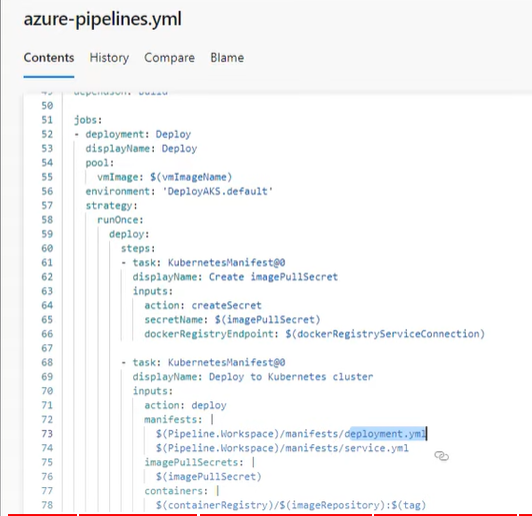 azure-pipelines.yml
Contents History Compare Blame
49 dependsOn: Build
50
51 jobs:
52 - deployment: Deploy
53 displayName: Deploy
54 pool:
55 vmImage: $(vmImageName)
56 environment: 'DeployAKS.default'
57 strategy:
58 runOnce:
59 deploy:
60 steps:
61 - task: KubernetesManifest@0
62 displayName: Create imagePullSecret
63 inputs:
64 action: createSecret
65 secretName: $(imagePullSecret)
66 dockerRegistryEndpoint: $(dockerRegistryServiceConnection)
67
68 - task: KubernetesManifest@0
69 displayName: Deploy to Kubernetes cluster
70 inputs:
71 action: deploy
72 manifests: |
73 $(Pipeline.Workspace)/manifests/deployment.yml
74 $(Pipeline.Workspace)/manifests/service.yml
75 imagePullSecrets: |
76 $(imagePullSecret)
77 containers: |
78 $(containerRegistry)/$(imageRepository):$(tag)